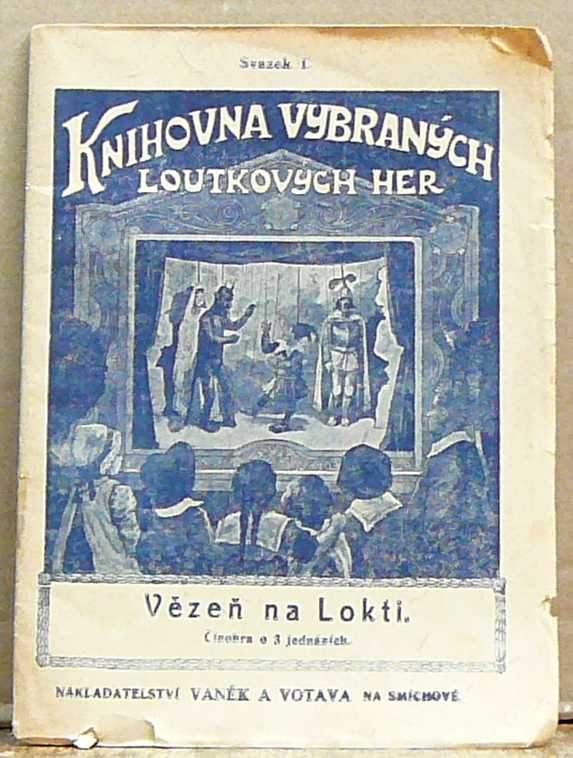 Svazek I
KNIHOVNA VYBRANÝCH
LOUTKOVÝCH HER
Vězeň na Lokti.
Činohra o 3 jednáních.
NAKLADATELSTVÍ VANĚK A VOTAVA NA SMÍCHOVĚ